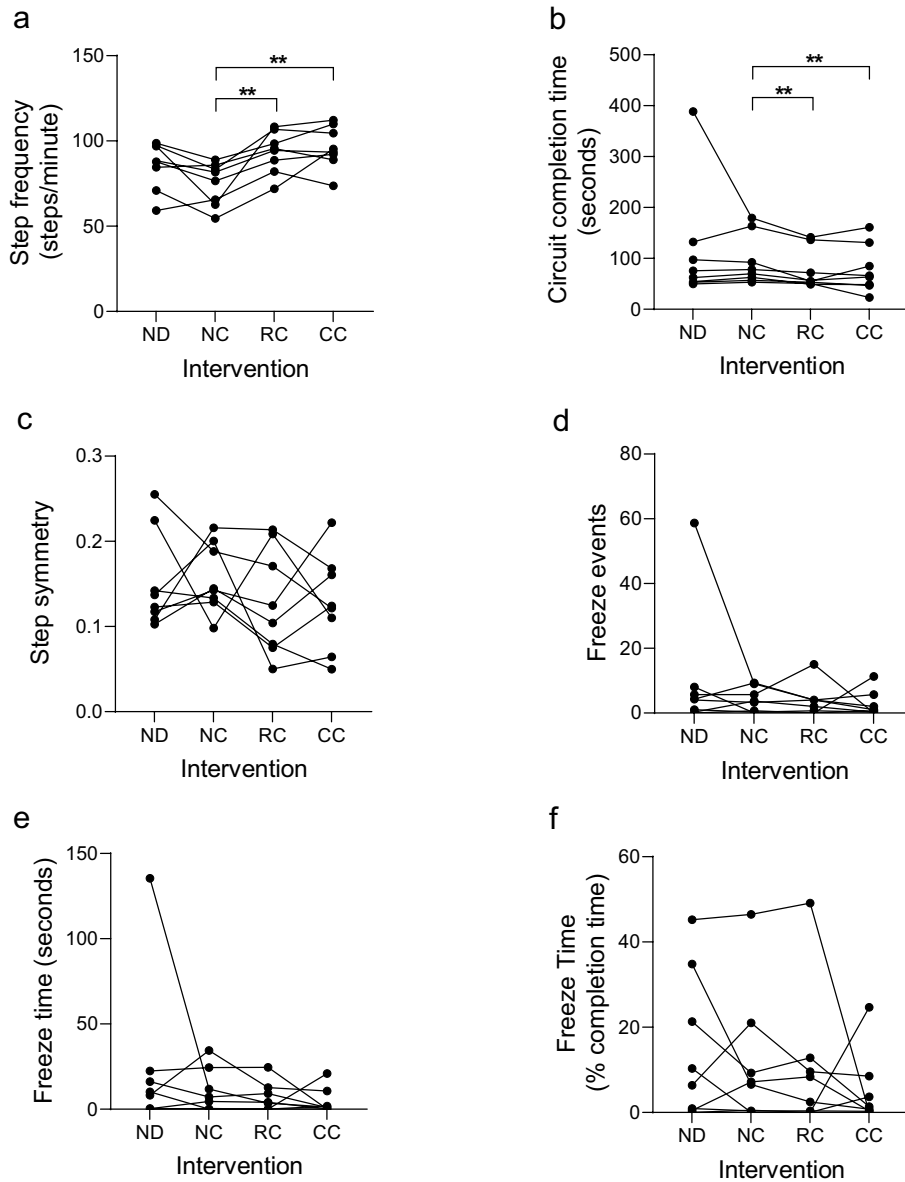 a
150
100
50
0
Step frequency
(steps/minute)
**
**
ND NC RC CC
Intervention
b
500
400
300
200
100
0
Circuit completion time
(seconds)
**
**
ND NC RC CC
Intervention
c
0.3
0.2
0.1
0.0
Step symmetry
ND NC RC CC
Intervention
d
80
60
40
20
0
Freeze events
ND NC RC CC
Intervention
e
150
100
50
0
Freeze time (seconds)
ND NC RC CC
Intervention
f
60
40
20
0
Freeze Time
(% completion time)
ND NC RC CC
Intervention